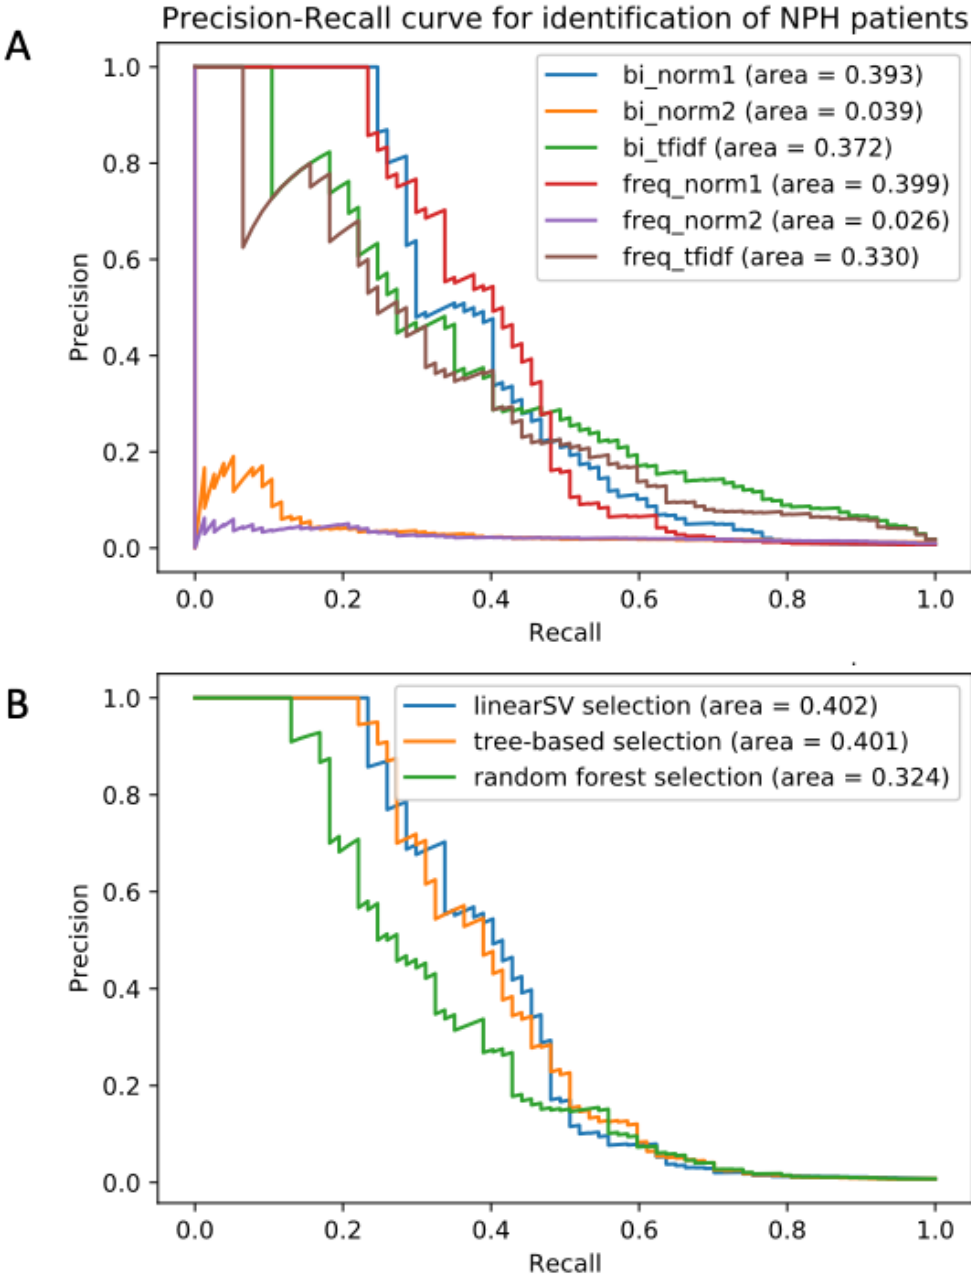 Precision-Recall curve for identification of NPH patients
A
1.0
0.8
0.6
0.4
0.2
0.0
Precision
bi_norm1 (area = 0.393)
bi_norm2 (area = 0.039)
bi_tfidf (area = 0.372)
freq_norm1 (area = 0.399)
freq_norm2 (area = 0.026)
freq_tfidf (area = 0.330)
0.0 0.2 0.4 0.6 0.8 1.0
Recall
B
1.0
0.8
0.6
0.4
0.2
0.0
Precision
linearSV selection (area = 0.402)
tree-based selection (area = 0.401)
random forest selection (area = 0.324)
0.0 0.2 0.4 0.6 0.8 1.0
Recall